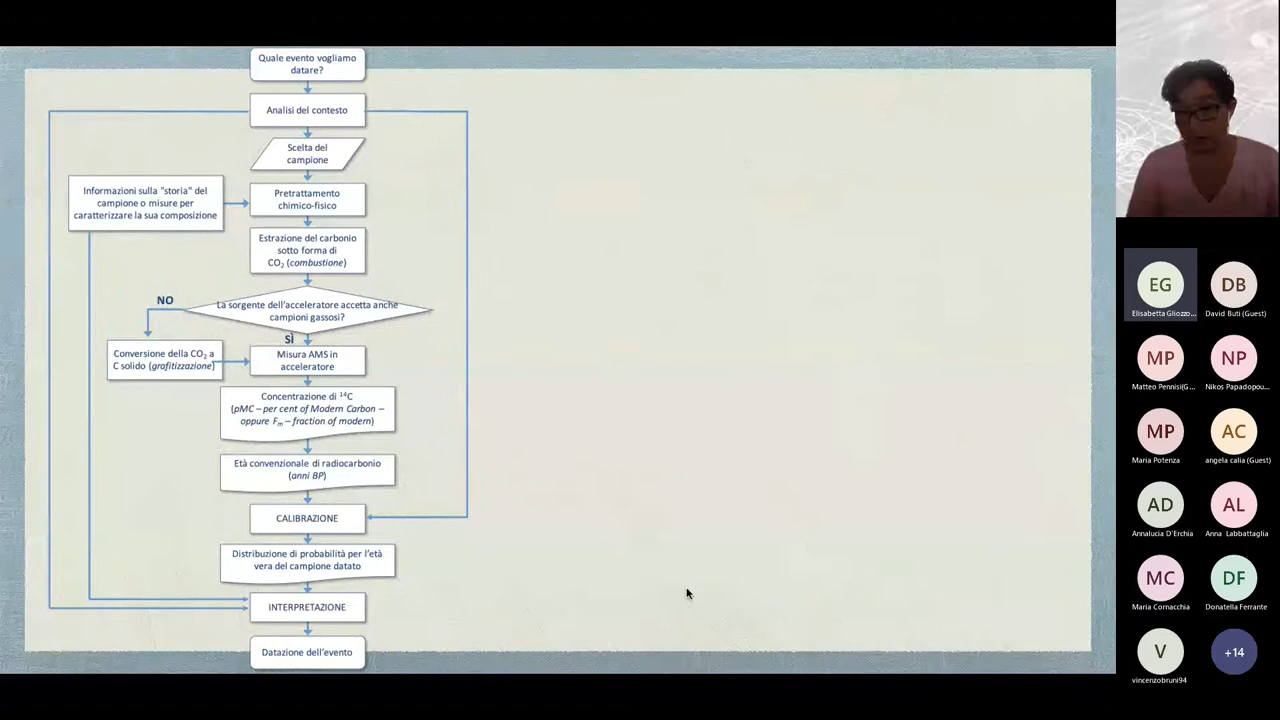 Quale evento vogliamo
datare?
Analisi del contesto
Scelta del
campione
Informazioni sulla "storia" del
campione o misure per
caratterizzare la sua composizione
Pretrattamento
chimico-fisico
Estrazione del carbonio
sotto forma di
CO₂ (combustione)
La sorgente dell'acceleratore accetta anche
campioni gassosi?
NO
SÌ
Conversione della CO₂ a
C solido (grafitizzazione)
Misura AMS in
acceleratore
Concentrazione di ¹⁴C
(pMC – per cent of Modern Carbon –
oppure Fₘ – fraction of modern)
Età convenzionale di radiocarbonio
(anni BP)
CALIBRAZIONE
Distribuzione di probabilità per l'età
vera del campione datato
INTERPRETAZIONE
Datazione dell'evento
EG
Elisabetta Gliozzo...
DB
David Buti (Guest)
MP
Matteo Pennisi(G...
NP
Nikos Papadopou...
MP
Maria Potenza
AC
angela calia (Guest)
AD
Annalucia D'Erchia
AL
Anna Labbattaglia
MC
Maria Cornacchia
DF
Donatella Ferrante
V
vincenzobruni94
+14